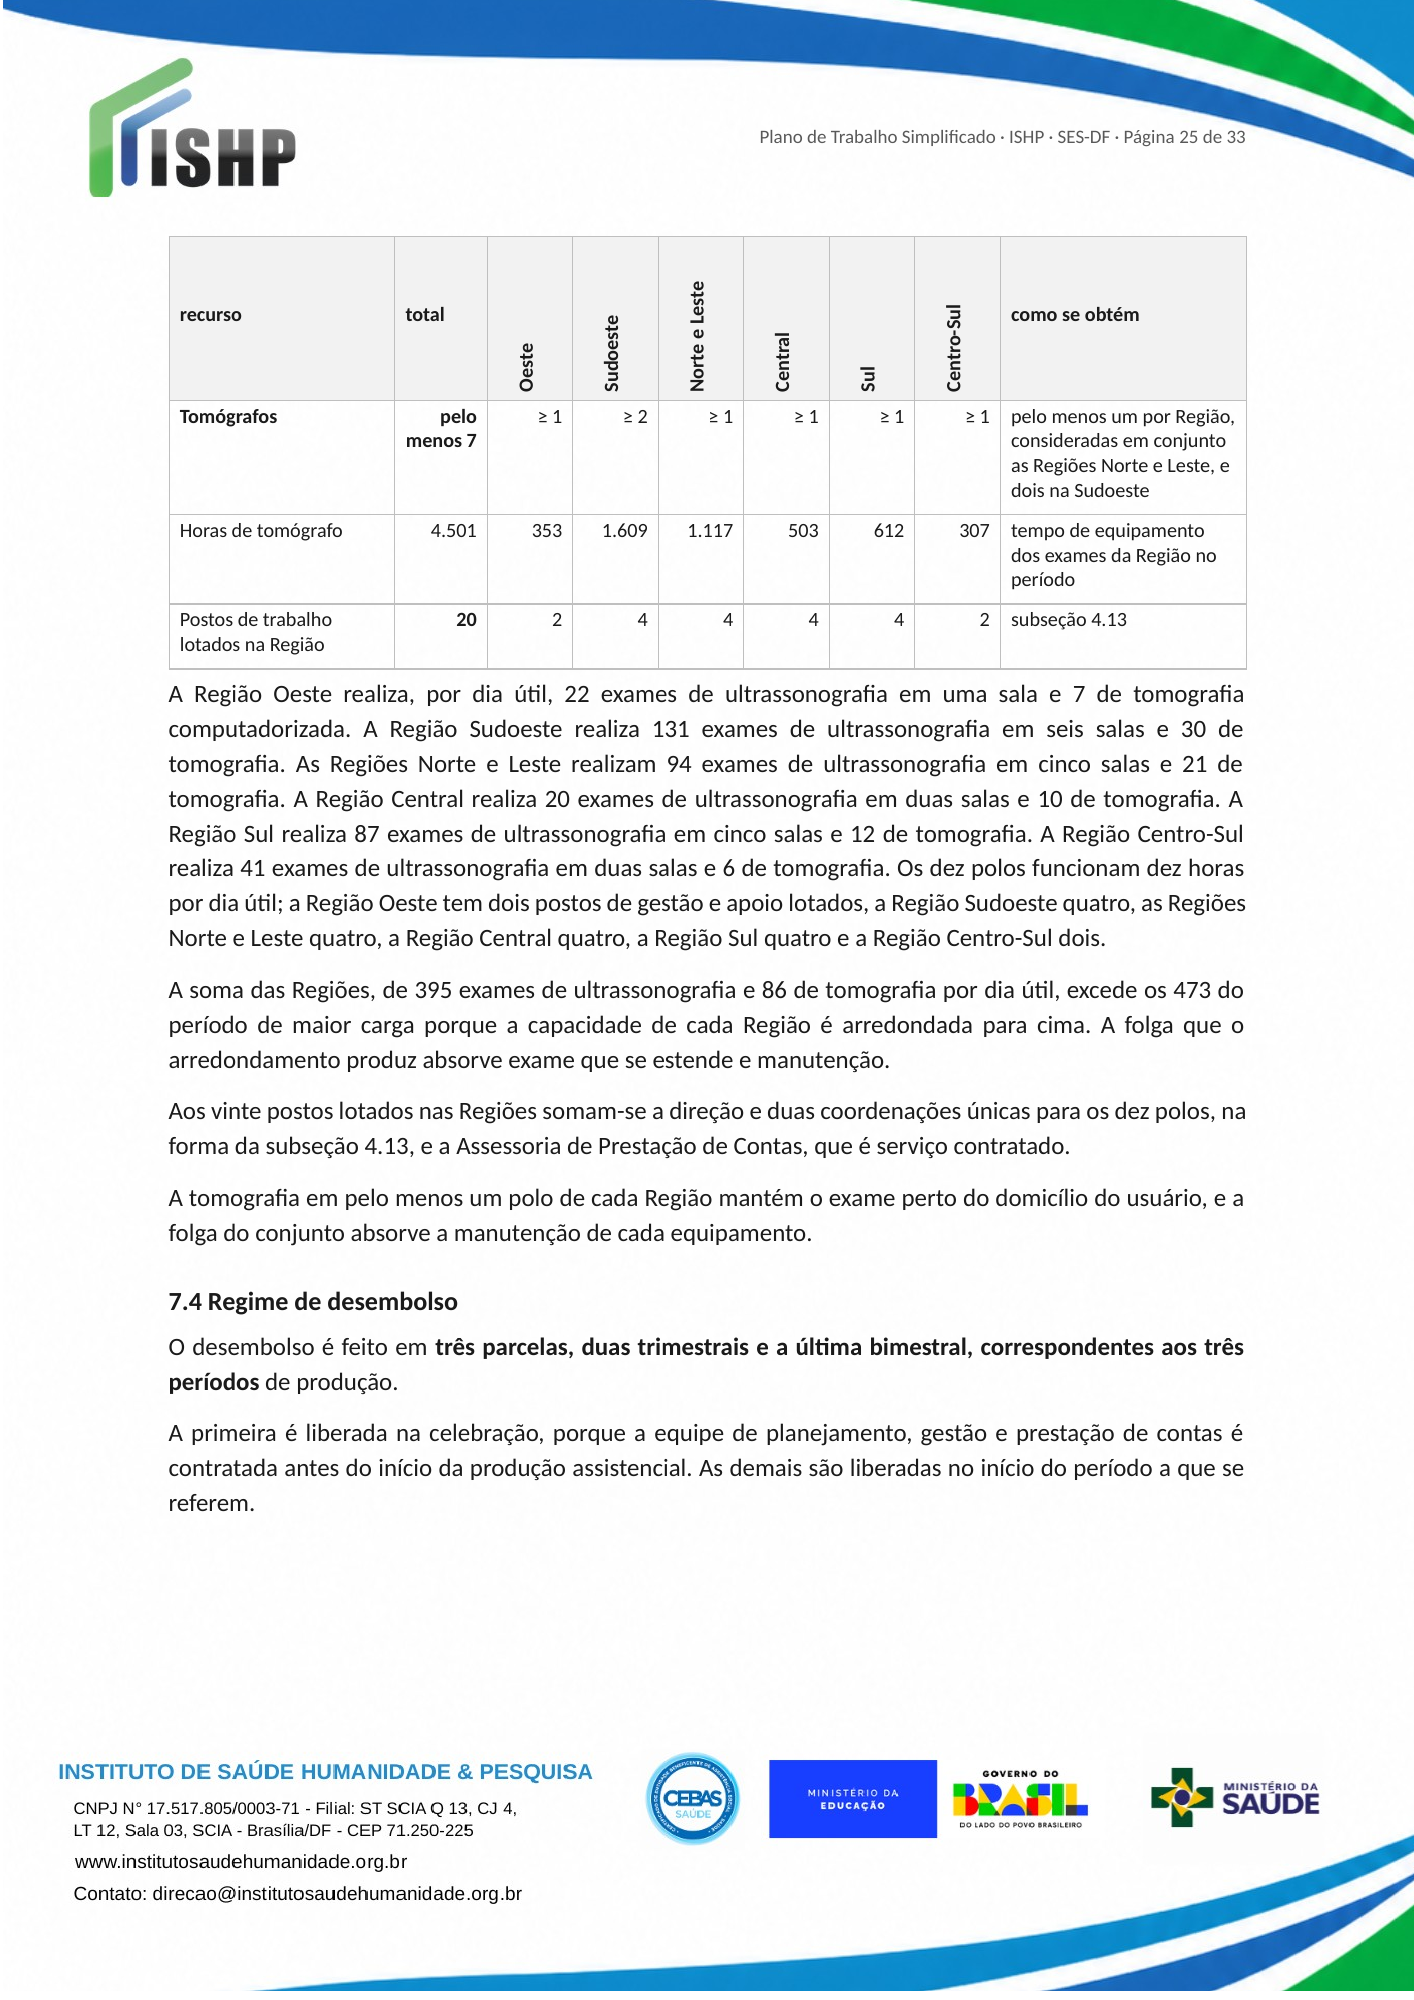 ISHP
Plano de Trabalho Simplificado · ISHP · SES-DF · Página 25 de 33
recurso total Oeste Sudoeste Norte e Leste Central Sul Centro-Sul como se obtém
Tomógrafos pelo ≥ 1 ≥ 2 ≥ 1 ≥ 1 ≥ 1 ≥ 1 pelo menos um por Região,
menos 7 consideradas em conjunto
as Regiões Norte e Leste, e
dois na Sudoeste
Horas de tomógrafo 4.501 353 1.609 1.117 503 612 307 tempo de equipamento
dos exames da Região no
período
Postos de trabalho 20 2 4 4 4 4 2 subseção 4.13
lotados na Região
A Região Oeste realiza, por dia útil, 22 exames de ultrassonografia em uma sala e 7 de tomografia
computadorizada. A Região Sudoeste realiza 131 exames de ultrassonografia em seis salas e 30 de
tomografia. As Regiões Norte e Leste realizam 94 exames de ultrassonografia em cinco salas e 21 de
tomografia. A Região Central realiza 20 exames de ultrassonografia em duas salas e 10 de tomografia. A
Região Sul realiza 87 exames de ultrassonografia em cinco salas e 12 de tomografia. A Região Centro-Sul
realiza 41 exames de ultrassonografia em duas salas e 6 de tomografia. Os dez polos funcionam dez horas
por dia útil; a Região Oeste tem dois postos de gestão e apoio lotados, a Região Sudoeste quatro, as Regiões
Norte e Leste quatro, a Região Central quatro, a Região Sul quatro e a Região Centro-Sul dois.
A soma das Regiões, de 395 exames de ultrassonografia e 86 de tomografia por dia útil, excede os 473 do
período de maior carga porque a capacidade de cada Região é arredondada para cima. A folga que o
arredondamento produz absorve exame que se estende e manutenção.
Aos vinte postos lotados nas Regiões somam-se a direção e duas coordenações únicas para os dez polos, na
forma da subseção 4.13, e a Assessoria de Prestação de Contas, que é serviço contratado.
A tomografia em pelo menos um polo de cada Região mantém o exame perto do domicílio do usuário, e a
folga do conjunto absorve a manutenção de cada equipamento.
7.4 Regime de desembolso
O desembolso é feito em três parcelas, duas trimestrais e a última bimestral, correspondentes aos três
períodos de produção.
A primeira é liberada na celebração, porque a equipe de planejamento, gestão e prestação de contas é
contratada antes do início da produção assistencial. As demais são liberadas no início do período a que se
referem.
INSTITUTO DE SAÚDE HUMANIDADE & PESQUISA
CNPJ N° 17.517.805/0003-71 - Filial: ST SCIA Q 13, CJ 4,
LT 12, Sala 03, SCIA - Brasília/DF - CEP 71.250-225
www.institutosaudehumanidade.org.br
Contato: direcao@institutosaudehumanidade.org.br
CEBAS
SAÚDE
MINISTÉRIO DA
EDUCAÇÃO
GOVERNO DO
BRASIL
DO LADO DO POVO BRASILEIRO
MINISTÉRIO DA
SAÚDE